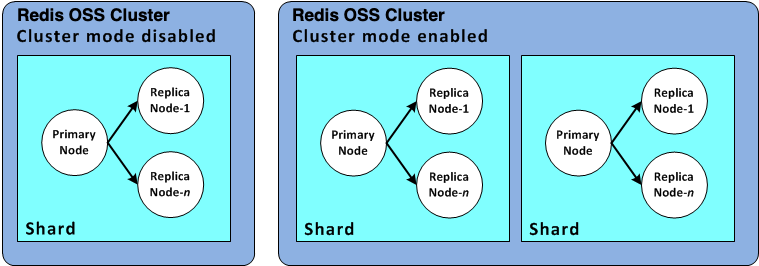 Redis OSS Cluster
Cluster mode disabled
Primary
Node
Replica
Node-1
Replica
Node-n
Shard
Redis OSS Cluster
Cluster mode enabled
Primary
Node
Replica
Node-1
Replica
Node-n
Shard
Primary
Node
Replica
Node-1
Replica
Node-n
Shard